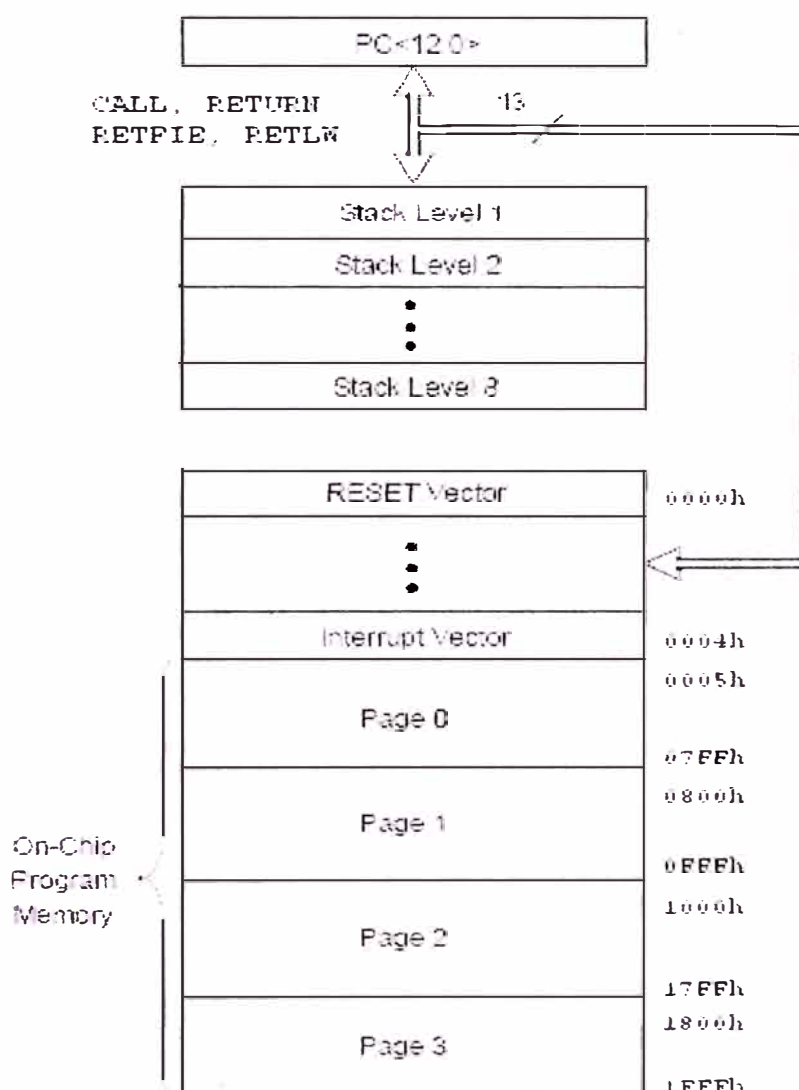 PC<12:0>
CALL, RETURN
RETFIE, RETLW
13
Stack Level 1
Stack Level 2
Stack Level 8
RESET Vector
0000h
Interrupt Vector
0004h
0005h
Page 0
07FFh
0800h
Page 1
On-Chip
Program
Memory
0FFFh
1000h
Page 2
17FFh
1800h
Page 3
1FFFh